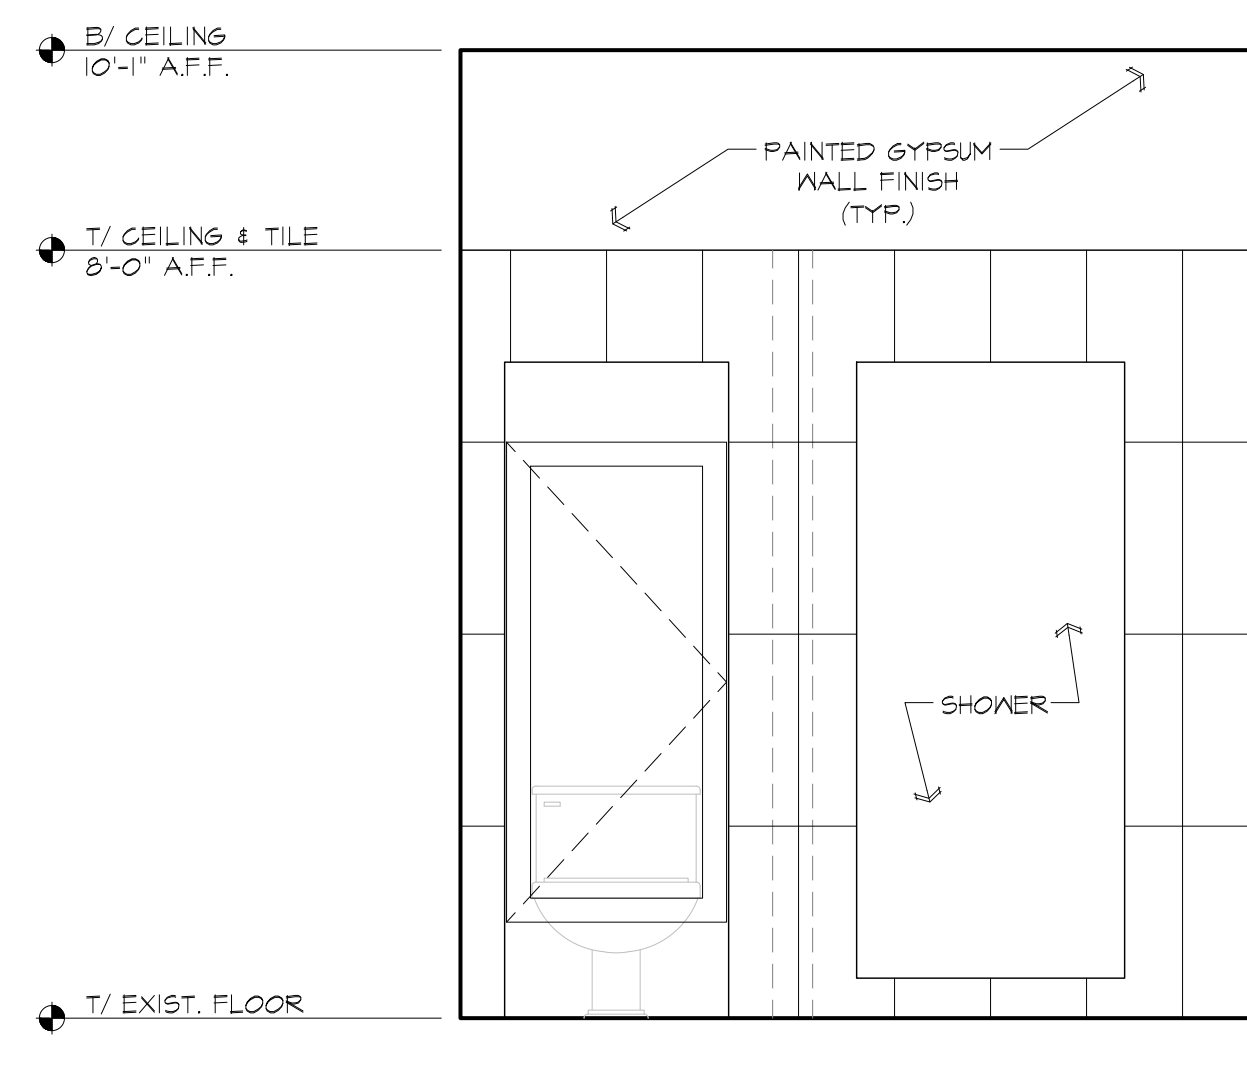 B/ CEILING
10'-1" A.F.F.
PAINTED GYPSUM
WALL FINISH
(TYP.)
T/ CEILING & TILE
8'-0" A.F.F.
SHOWER
T/ EXIST. FLOOR